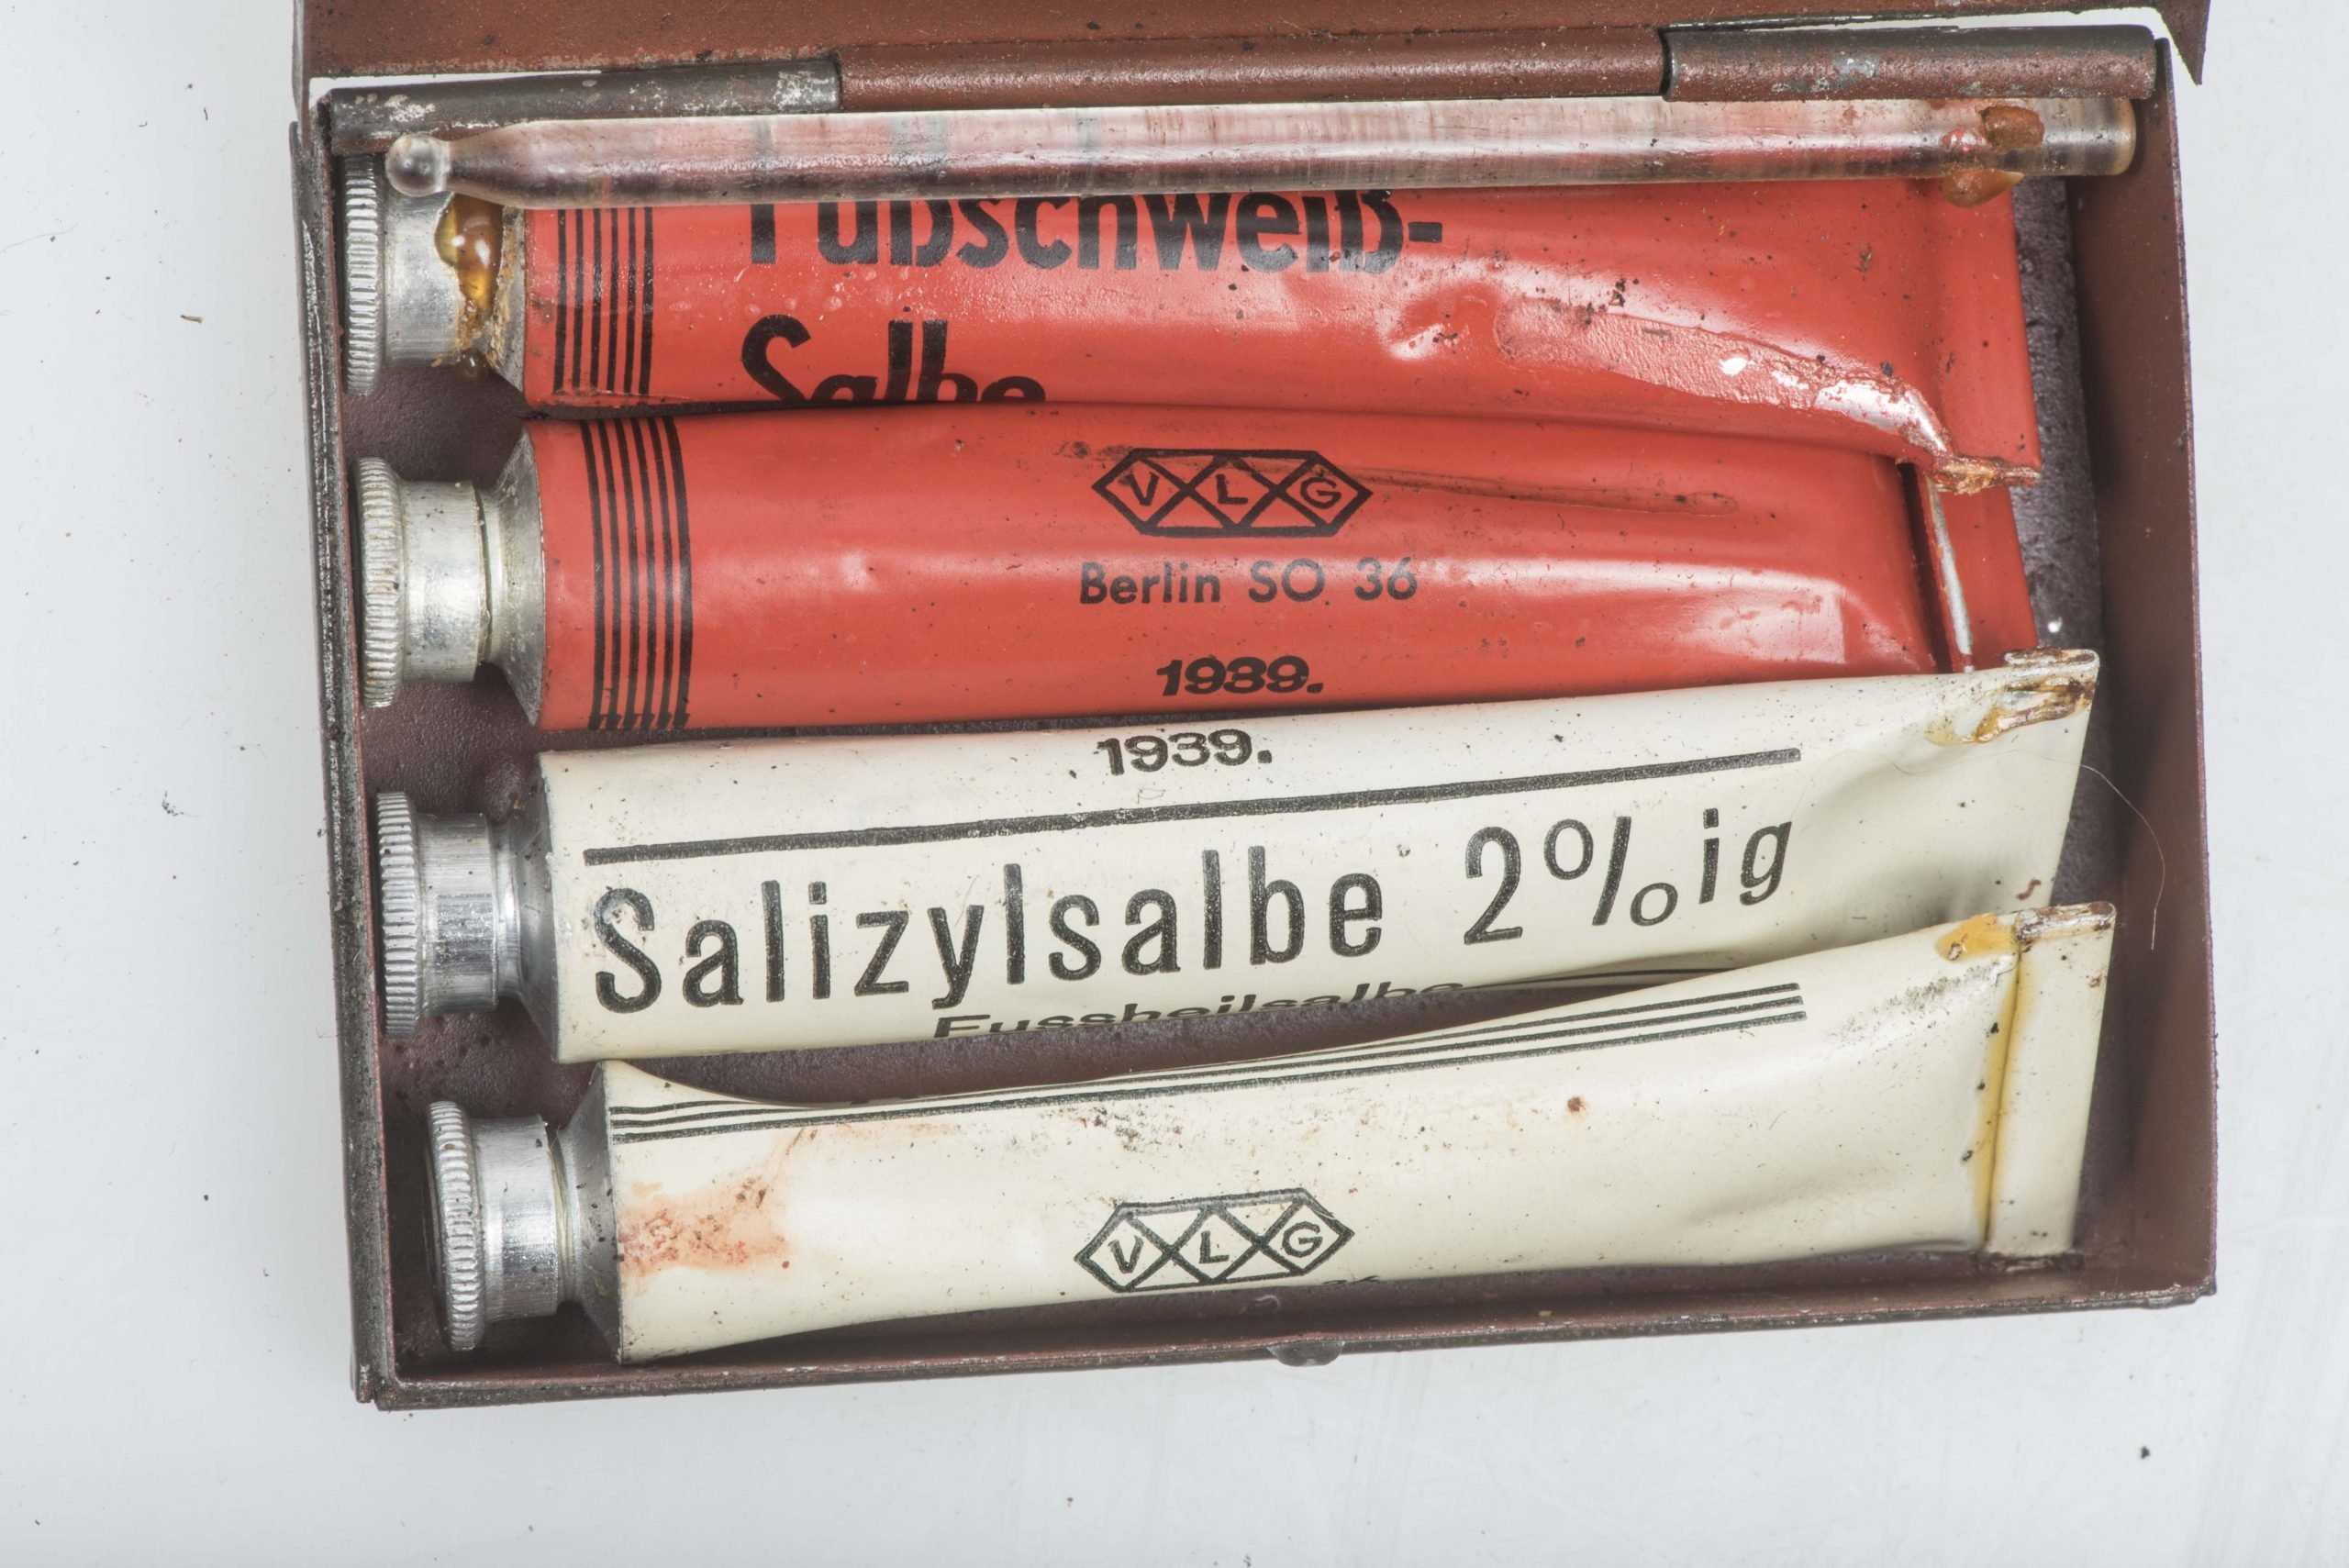 Fußschweiß-
Salbe
VLG
Berlin SO 36
1939.
1939.
Salizylsalbe 2%ig
Fussheilsalbe
VLG